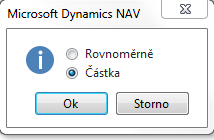 Microsoft Dynamics NAV
Rovnoměrně
Částka
Ok Storno